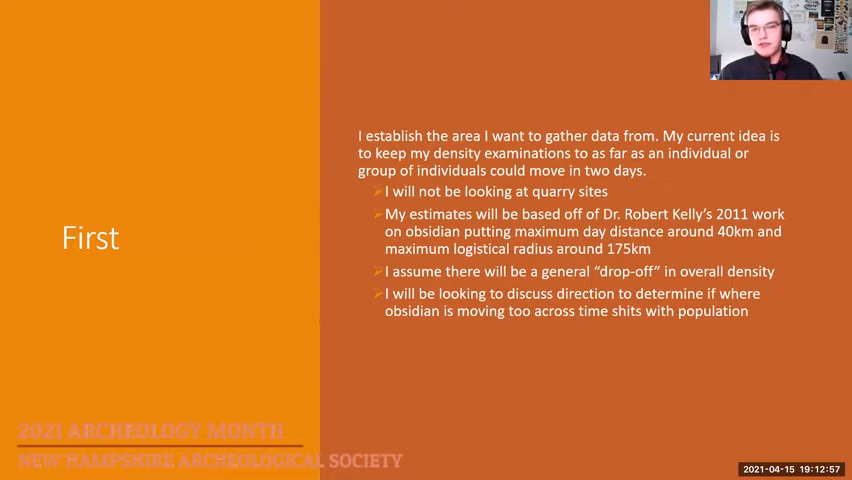 First
I establish the area I want to gather data from. My current idea is
to keep my density examinations to as far as an individual or
group of individuals could move in two days.
➢I will not be looking at quarry sites
➢My estimates will be based off of Dr. Robert Kelly's 2011 work
on obsidian putting maximum day distance around 40km and
maximum logistical radius around 175km
➢I assume there will be a general “drop-off” in overall density
➢I will be looking to discuss direction to determine if where
obsidian is moving too across time shits with population
2021 ARCHEOLOGY MONTH
NEW HAMPSHIRE ARCHEOLOGICAL SOCIETY
2021-04-15 19:12:57